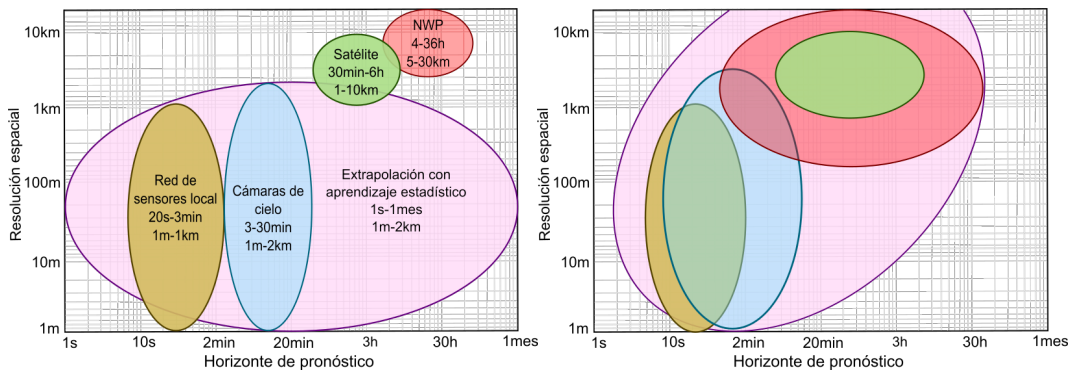 10km
1km
100m
10m
1m
Resolución espacial
NWP
4-36h
5-30km
Satélite
30min-6h
1-10km
Red de
sensores local
20s-3min
1m-1km
Cámaras de
cielo
3-30min
1m-2km
Extrapolación con
aprendizaje estadístico
1s-1mes
1m-2km
1s
10s
2min
20min
3h
30h
1mes
Horizonte de pronóstico
10km
1km
100m
10m
1m
Resolución espacial
1s
10s
2min
20min
3h
30h
1mes
Horizonte de pronóstico